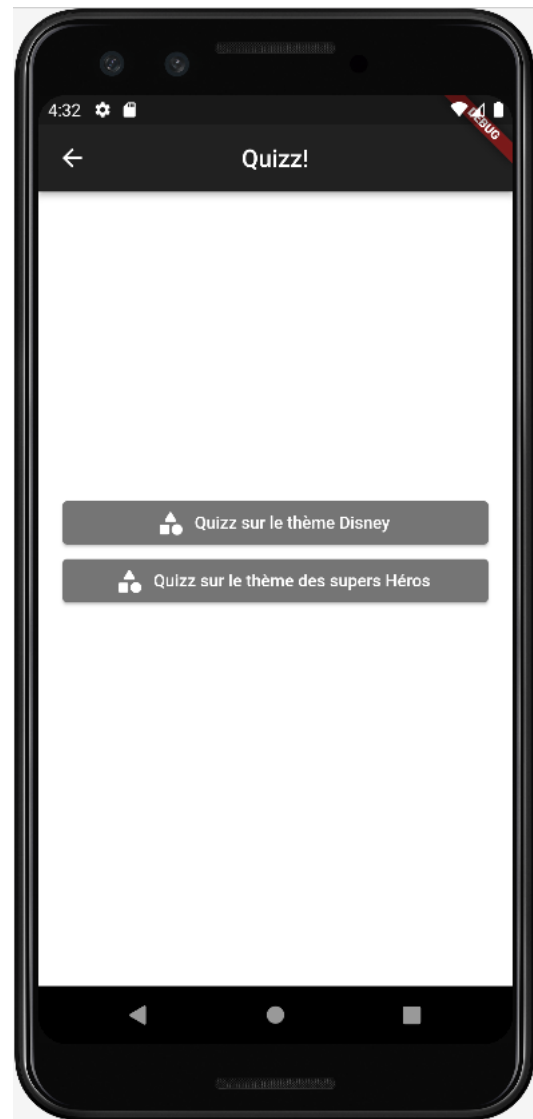 4:32
DEBUG
Quizz!
Quizz sur le thème Disney
Quizz sur le thème des supers Héros